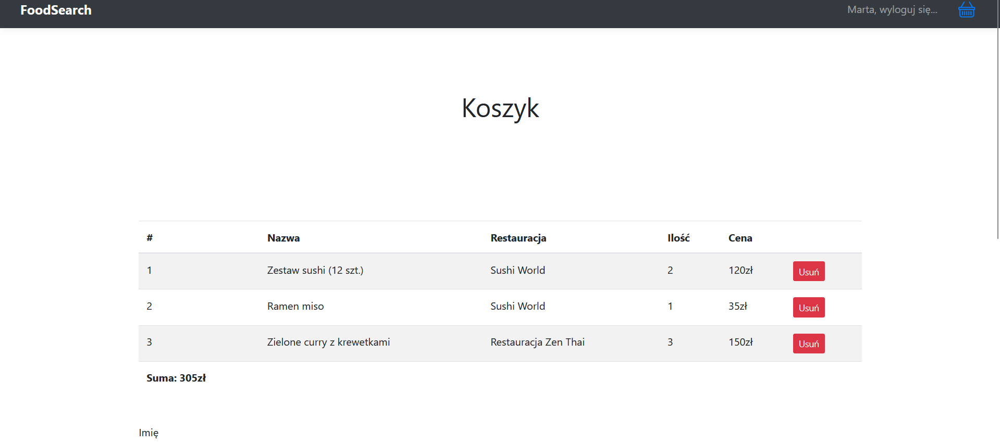 FoodSearch Marta, wyloguj się...
Koszyk
# Nazwa Restauracja Ilość Cena
1 Zestaw sushi (12 szt.) Sushi World 2 120zł Usuń
2 Ramen miso Sushi World 1 35zł Usuń
3 Zielone curry z krewetkami Restauracja Zen Thai 3 150zł Usuń
Suma: 305zł
Imię